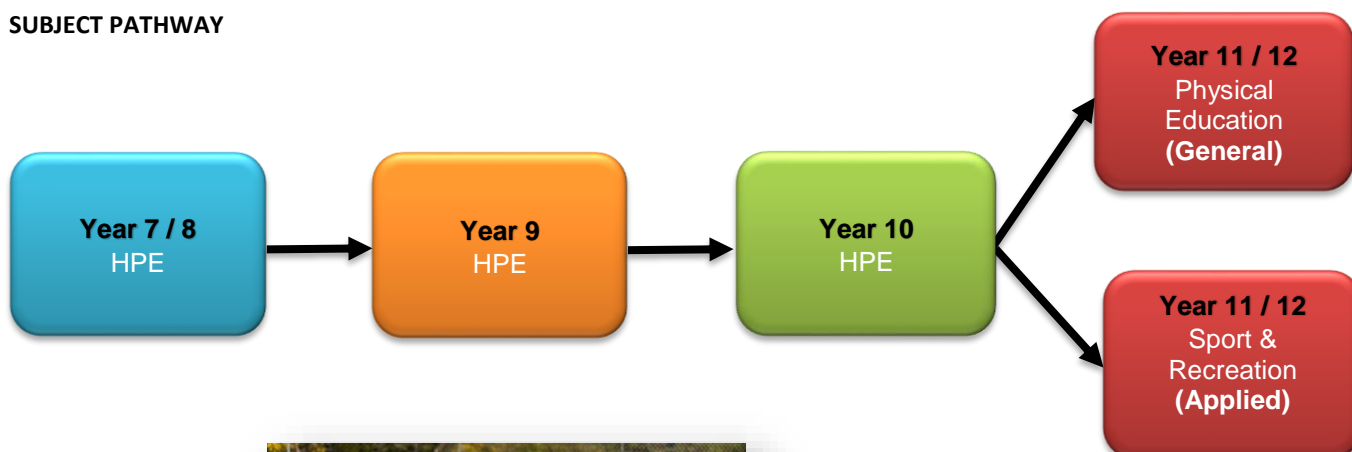 SUBJECT PATHWAY
Year 7 / 8
HPE
Year 9
HPE
Year 10
HPE
Year 11 / 12
Physical
Education
(General)
Year 11 / 12
Sport &
Recreation
(Applied)